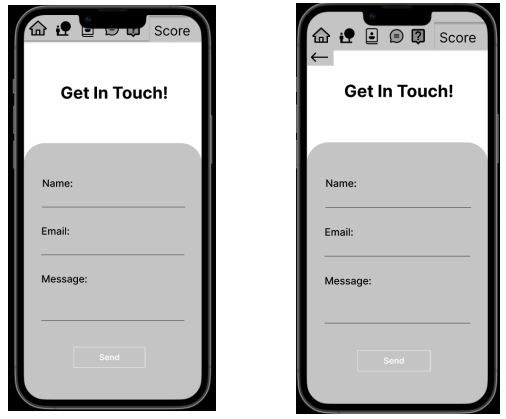 Score
Get In Touch!
Name:
Email:
Message:
Send
?
Score
Get In Touch!
Name:
Email:
Message:
Send